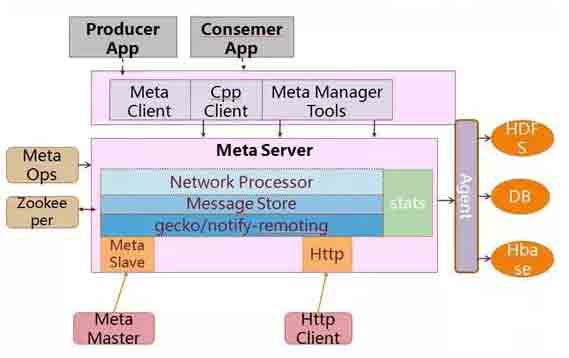 Producer
App
Consemer
App
Meta
Client
Cpp
Client
Meta Manager
Tools
Meta Server
Meta
Ops
Zookee
per
Network Processor
Message Store
gecko/notify-remoting
stats
Meta
Slave
Http
Agent
HDF
S
DB
Hba
se
Meta
Master
Http
Client